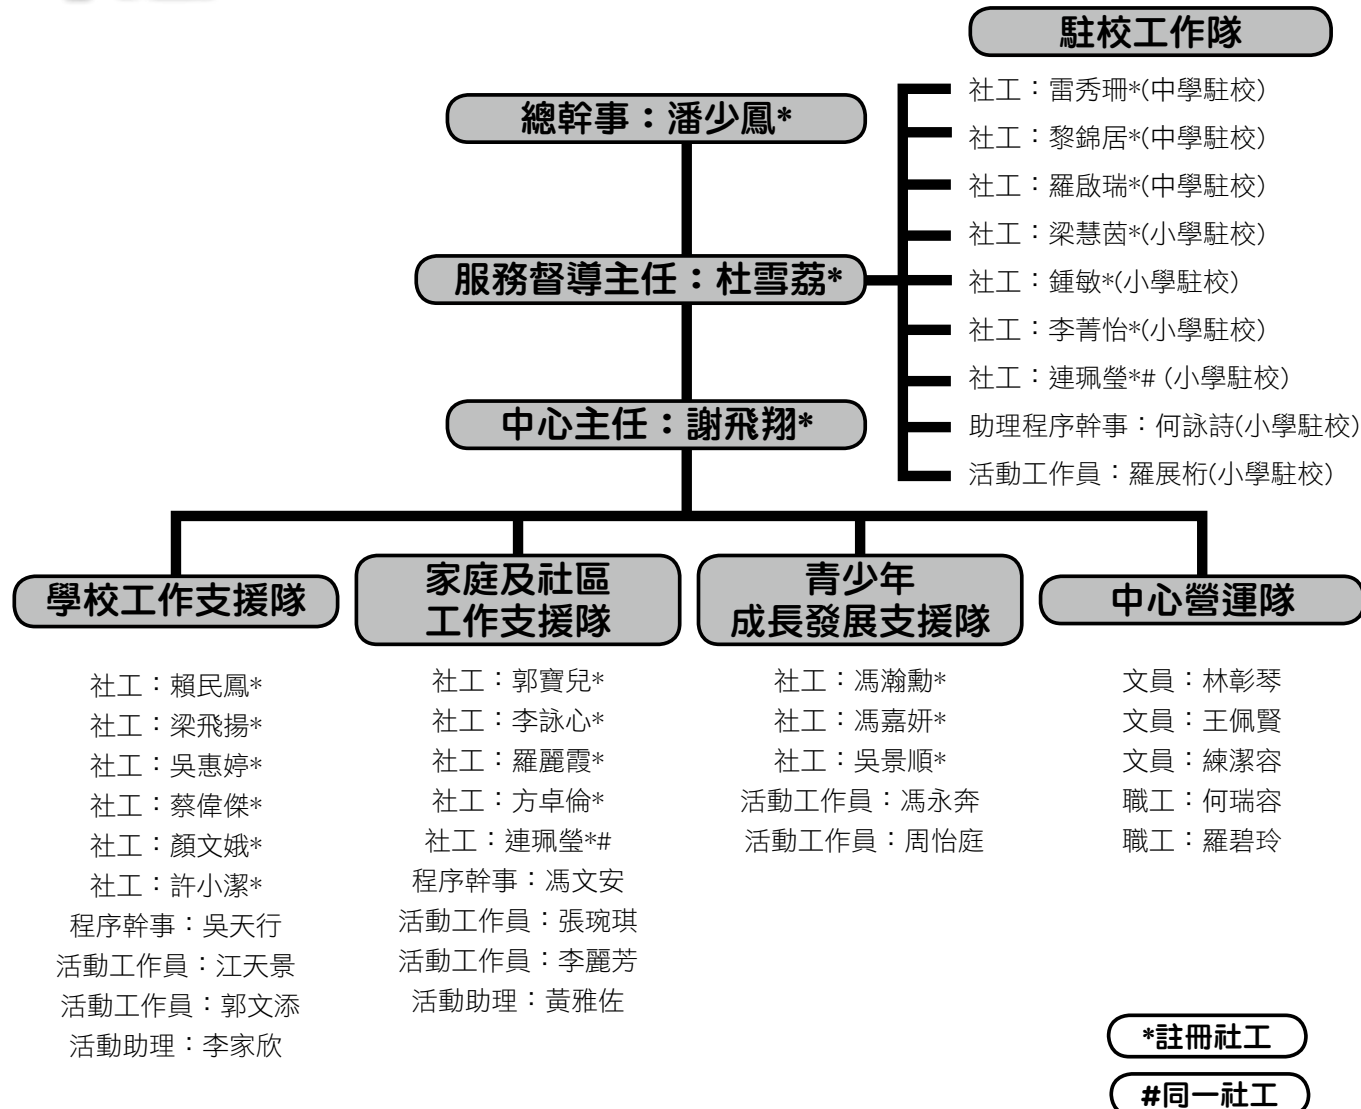 駐校工作隊
社工：雷秀珊*(中學駐校)
社工：黎錦居*(中學駐校)
社工：羅啟瑞*(中學駐校)
社工：梁慧茵*(小學駐校)
社工：鍾敏*(小學駐校)
社工：李菁怡*(小學駐校)
社工：連珮瑩*# (小學駐校)
助理程序幹事：何詠詩(小學駐校)
活動工作員：羅展桁(小學駐校)
總幹事：潘少鳳*
服務督導主任：杜雪荔*
中心主任：謝飛翔*
學校工作支援隊
社工：賴民鳳*
社工：梁飛揚*
社工：吳惠婷*
社工：蔡偉傑*
社工：顏文娥*
社工：許小潔*
程序幹事：吳天行
活動工作員：江天景
活動工作員：郭文添
活動助理：李家欣
家庭及社區
工作支援隊
社工：郭寶兒*
社工：李詠心*
社工：羅麗霞*
社工：方卓倫*
社工：連珮瑩*#
程序幹事：馮文安
活動工作員：張琬琪
活動工作員：李麗芳
活動助理：黃雅佐
青少年
成長發展支援隊
社工：馮瀚勳*
社工：馮嘉妍*
社工：吳景順*
活動工作員：馮永奔
活動工作員：周怡庭
中心營運隊
文員：林彰琴
文員：王佩賢
文員：練潔容
職工：何瑞容
職工：羅碧玲
*註冊社工
#同一社工